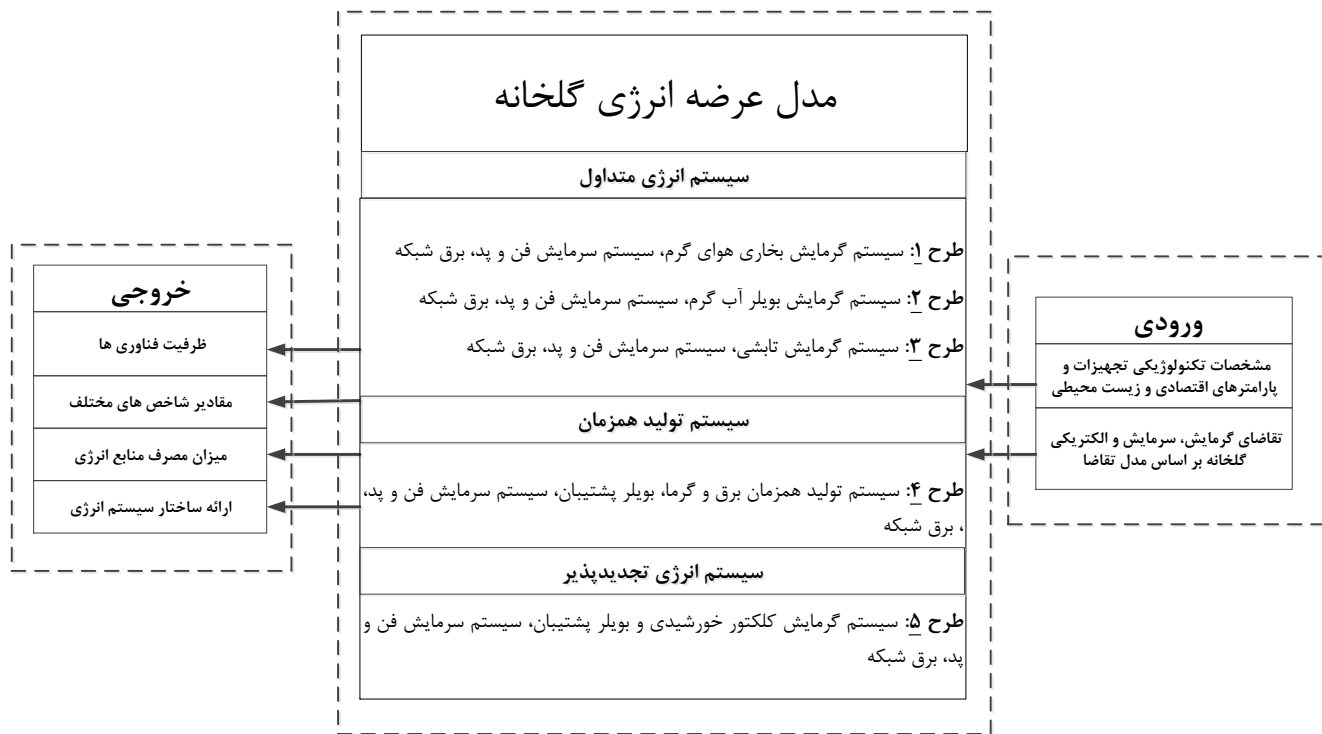 مدل عرضه انرژی گلخانه
سیستم انرژی متداول
طرح ۱: سیستم گرمایش بخاری هوای گرم، سیستم سرمایش فن و پد، برق شبکه
طرح ۲: سیستم گرمایش بویلر آب گرم، سیستم سرمایش فن و پد، برق شبکه
طرح ۳: سیستم گرمایش تابشی، سیستم سرمایش فن و پد، برق شبکه
سیستم تولید همزمان
طرح ۴: سیستم تولید همزمان برق و گرما، بویلر پشتیبان، سیستم سرمایش فن و پد،
، برق شبکه
سیستم انرژی تجدیدپذیر
طرح ۵: سیستم گرمایش کلکتور خورشیدی و بویلر پشتیبان، سیستم سرمایش فن و
پد، برق شبکه
ورودی
مشخصات تکنولوژیکی تجهیزات و
پارامترهای اقتصادی و زیست محیطی
تقاضای گرمایش، سرمایش و الکتریکی
گلخانه بر اساس مدل تقاضا
خروجی
ظرفیت فناوری ها
مقادیر شاخص های مختلف
میزان مصرف منابع انرژی
ارائه ساختار سیستم انرژی